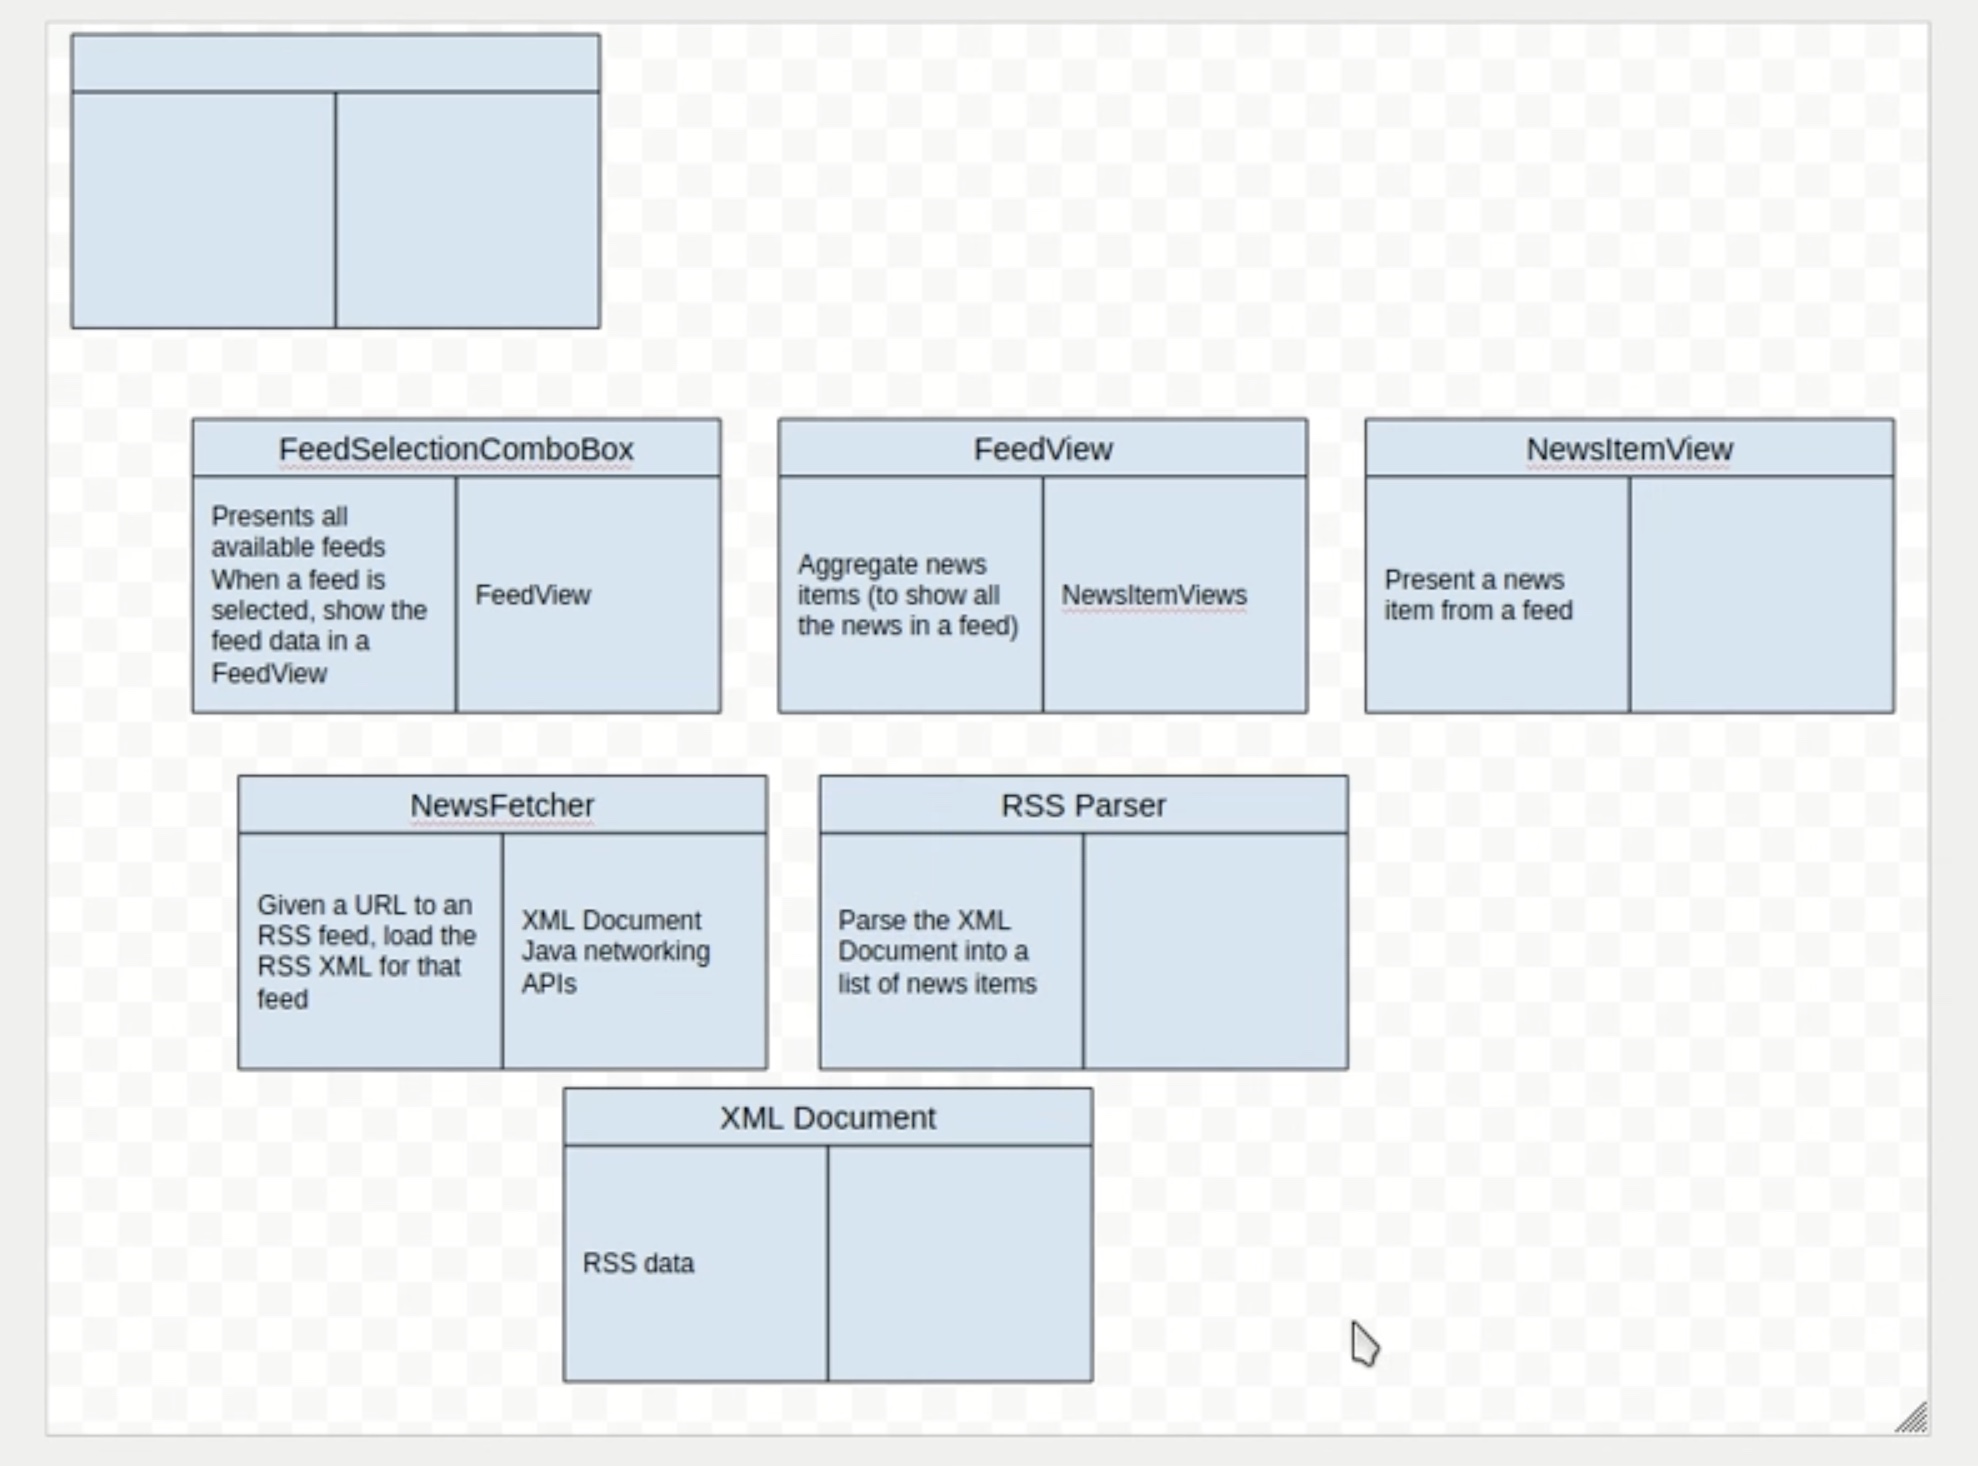 FeedSelectionComboBox
Presents all
available feeds
When a feed is
selected, show the
feed data in a
FeedView
FeedView
FeedView
Aggregate news
items (to show all
the news in a feed)
NewsItemViews
NewsItemView
Present a news
item from a feed
NewsFetcher
Given a URL to an
RSS feed, load the
RSS XML for that
feed
XML Document
Java networking
APIs
RSS Parser
Parse the XML
Document into a
list of news items
XML Document
RSS data